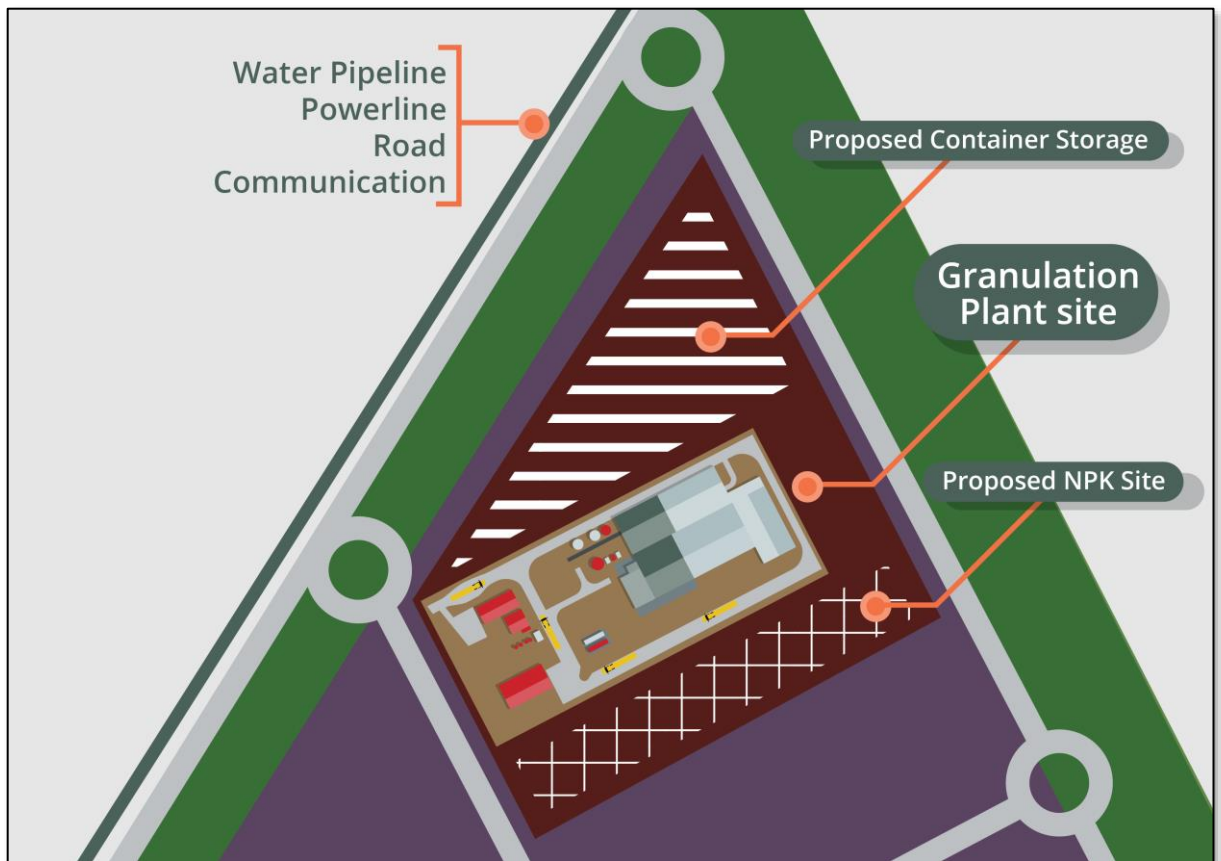 Water Pipeline
Powerline
Road
Communication
Proposed Container Storage
Granulation
Plant site
Proposed NPK Site